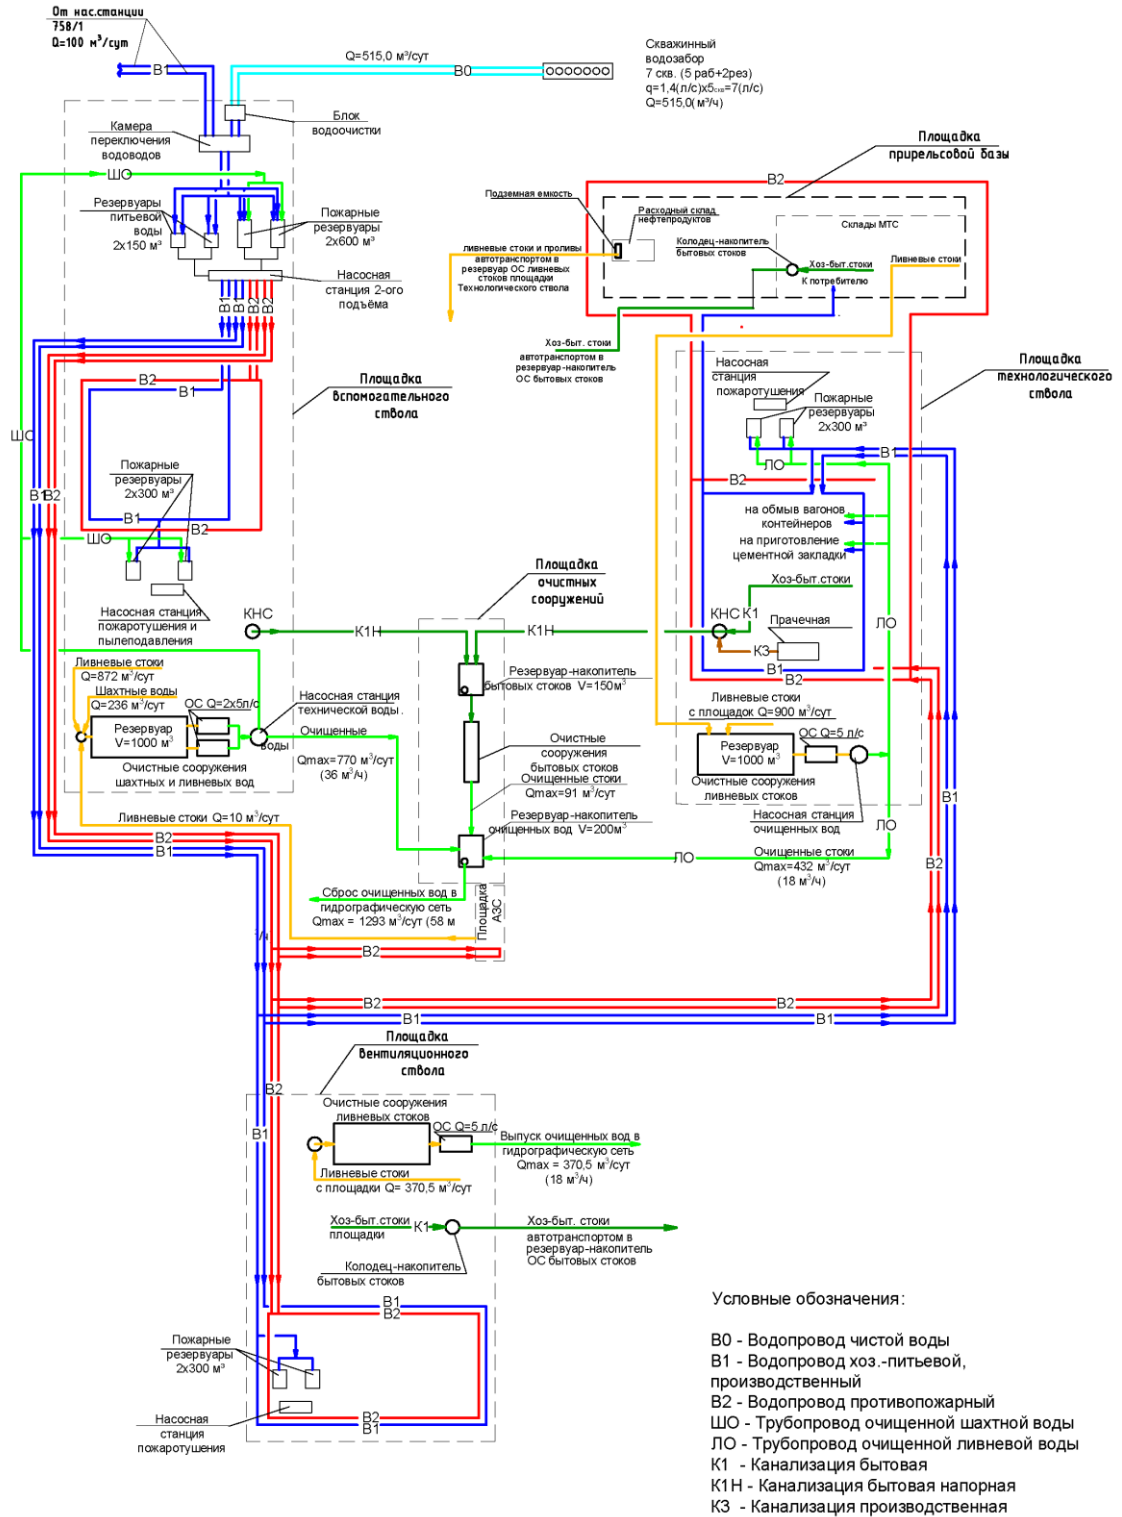 От нас.станции
758/1
Q=100 м³/сут
В1
Q=515,0 м³/сут
В0
Скважинный
водозабор
7 скв. (5 раб+2рез)
q=1,4(л/с)х5скв=7(л/с)
Q=515,0(м³/ч)
Блок
водоочистки
Камера
переключения
водоводов
ШО
Резервуары
питьевой
воды
2х150 м³
Пожарные
резервуары
2х600 м³
Насосная
станция 2-ого
подъёма
В1
В1
В2
В2
Площадка
прирельсовой базы
В2
Подземная емкость
Расходный склад
нефтепродуктов
Склады МТС
Колодец-накопитель
бытовых стоков
Хоз-быт.стоки
Ливневые стоки
К потребителю
ливневые стоки и проливы
автотранспортом в
резервуар ОС ливневых
стоков площадки
Технологического ствола
Хоз-быт. стоки
автотранспортом в
резервуар-накопитель
ОС бытовых стоков
Площадка
вспомогательного
ствола
В2
В1
ШО
В1
В2
Пожарные
резервуары
2х300 м³
В1
В2
ШО
Насосная станция
пожаротушения и
пылеподавления
Площадка
технологического
ствола
Насосная
станция
пожаротушения
Пожарные
резервуары
2х300 м³
В1
ЛО
В2
на обмыв вагонов,
контейнеров
на приготовление
цементной закладки
Хоз-быт.стоки
КНС
К1
Прачечная
К3
ЛО
В1
В2
Площадка
очистных
сооружений
КНС
К1Н
К1Н
Резервуар-накопитель
бытовых стоков V=150м³
Очистные
сооружения
бытовых стоков
Очищенные стоки
Qmax=91 м³/сут
Резервуар-накопитель
очищенных вод V=200м³
Ливневые стоки
Q=872 м³/сут
Шахтные воды
Q=236 м³/сут
ОС Q=2х5л/с
Резервуар
V=1000 м³
Очистные сооружения
шахтных и ливневых вод
Насосная станция
технической воды.
Очищенные
воды
Qmax=770 м³/сут
(36 м³/ч)
Ливневые стоки Q=10 м³/сут
В2
В1
Ливневые стоки
с площадок Q=900 м³/сут
ОС Q=5 л/с
Резервуар
V=1000 м³
Очистные сооружения
ливневых стоков
Насосная станция
очищенных вод
В1
ЛО
ЛО
Очищенные стоки
Qmax=432 м³/сут
(18 м³/ч)
В2
Сброс очищенных вод в
гидрографическую сеть
Qmax = 1293 м³/сут (58 м
³/ч
Площадка
АЗС
В2
В2
В2
В1
В1
Площадка
вентиляционного
ствола
В2
В1
Очистные сооружения
ливневых стоков
ОС Q=5 л/с
Выпуск очищенных вод в
гидрографическую сеть
Qmax = 370,5 м³/сут
(18 м³/ч)
Ливневые стоки
с площадки Q= 370,5 м³/сут
Хоз-быт.стоки
площадки
К1
Хоз-быт. стоки
автотранспортом в
резервуар-накопитель
ОС бытовых стоков
Колодец-накопитель
бытовых стоков
В1
В2
Пожарные
резервуары
2х300 м³
Насосная
станция
пожаротушения
В2
В1
Условные обозначения:
В0 - Водопровод чистой воды
В1 - Водопровод хоз.-питьевой,
производственный
В2 - Водопровод противопожарный
ШО - Трубопровод очищенной шахтной воды
ЛО - Трубопровод очищенной ливневой воды
К1 - Канализация бытовая
К1Н - Канализация бытовая напорная
К3 - Канализация производственная